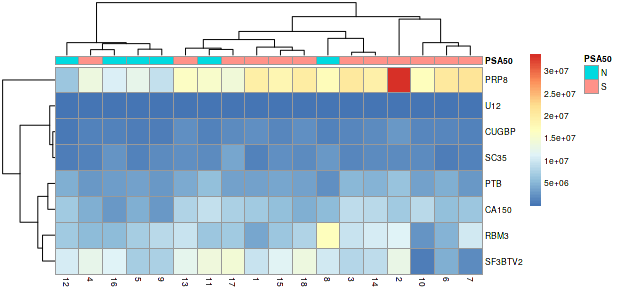 PSA50
PRP8
U12
CUGBP
SC35
PTB
CA150
RBM3
SF3BTV2
12 4 16 5 9 13 11 17 1 15 18 8 3 14 2 10 6 7
3e+07
2.5e+07
2e+07
1.5e+07
1e+07
5e+06
PSA50
N
S